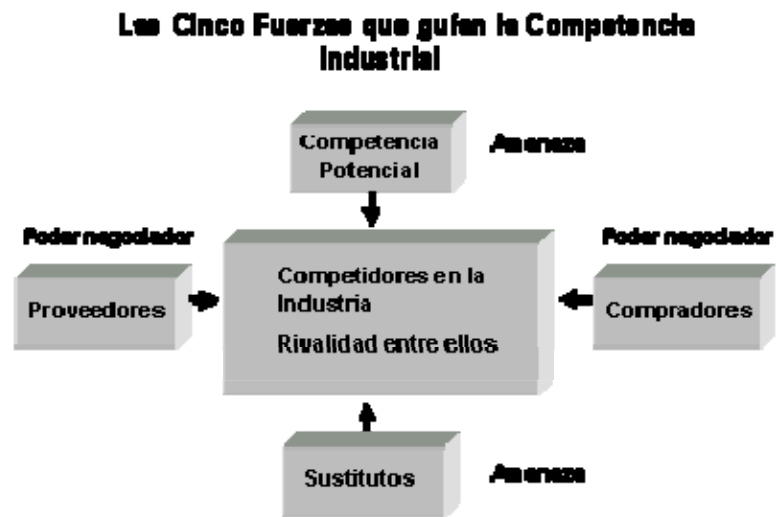 Las Cinco Fuerzas que guían la Competencia
Industrial
Competencia
Potencial
Amenaza
Poder negociador
Poder negociador
Proveedores
Competidores en la
Industria
Rivalidad entre ellos
Compradores
Sustitutos
Amenaza